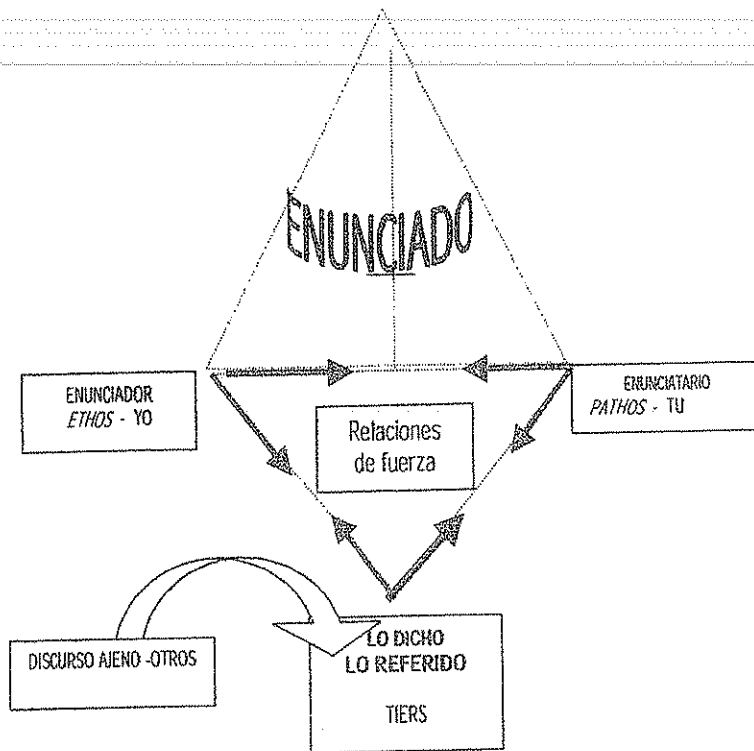 ENUNCIADO
ENUNCIADOR
ETHOS - YO
ENUNCIATARIO
PATHOS - TU
Relaciones
de fuerza
DISCURSO AJENO -OTROS
LO DICHO
LO REFERIDO
TIERS